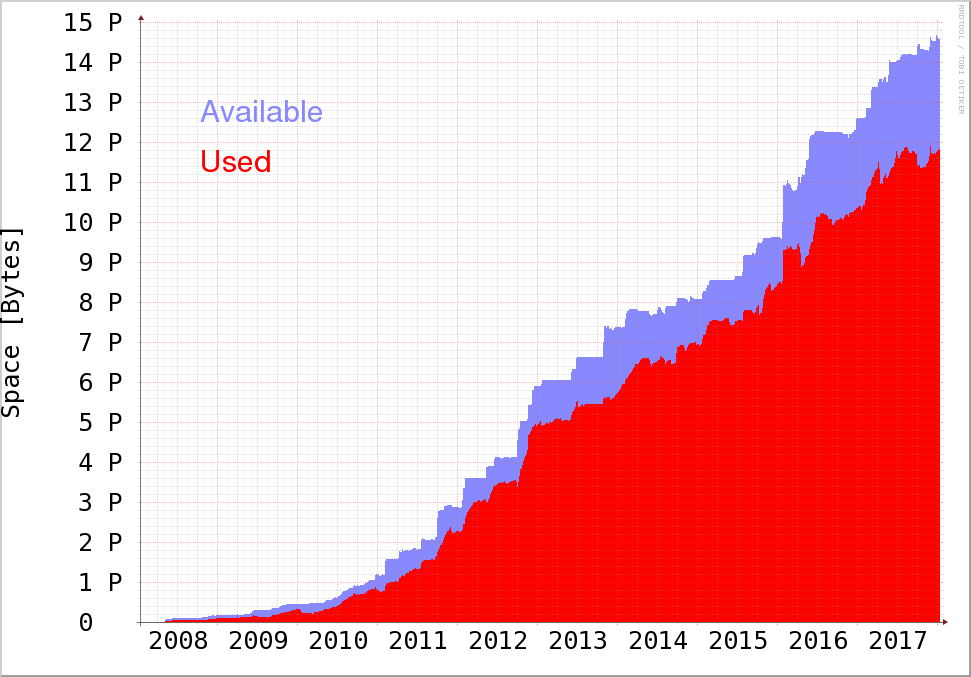 15 P
14 P
13 P
12 P
11 P
10 P
9 P
8 P
7 P
6 P
5 P
4 P
3 P
2 P
1 P
0
Space [Bytes]
Available
Used
2008 2009 2010 2011 2012 2013 2014 2015 2016 2017
RRDTOOL / TOBI OETIKER